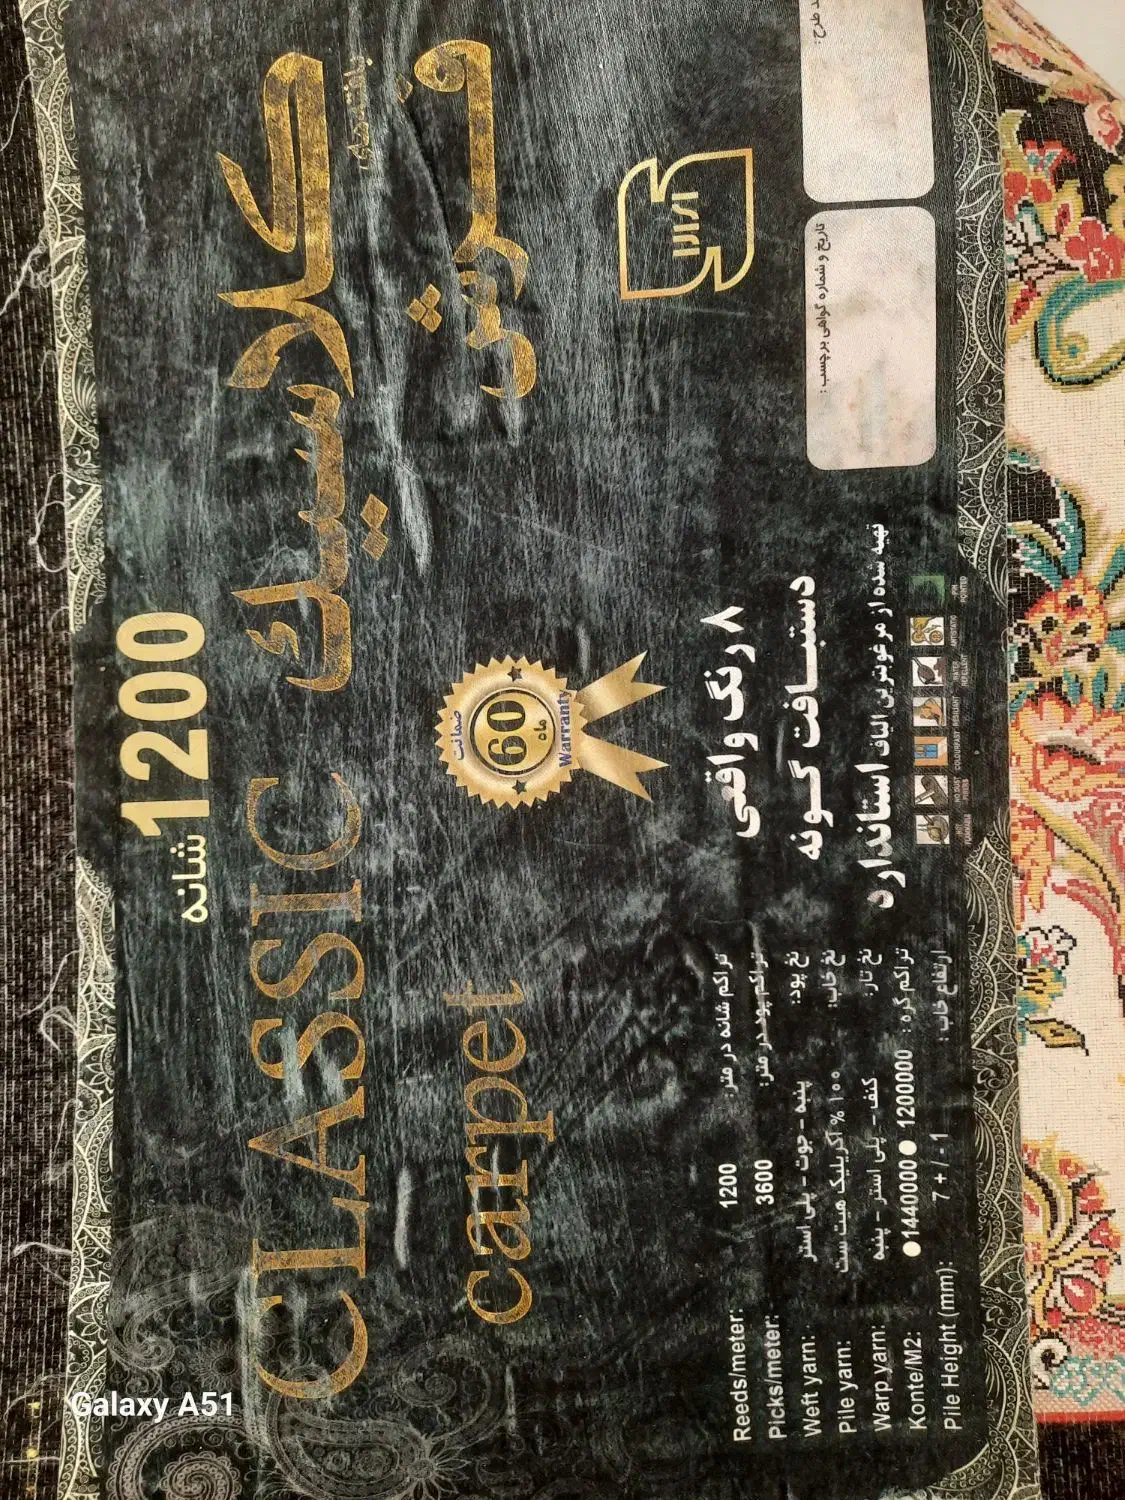 1200 شانه
کلاسیک
فرش
CLASSIC
carpet
ضمانت
60
ماه
Warranty
۸ رنگ واقعی
دستبافت گونه
تهیه شده از مرغوبترین الیاف استاندارد
تاریخ و شماره گواهی برچسب:
طرح:
Reeds/meter: 1200 تراکم شانه در متر:
Picks/meter: 3600 تراکم پود در متر:
Weft yarn: پنبه - جوت - پلی استر نخ پود:
Pile yarn: ۱۰۰ % اکریلیک هیت ست نخ خاب:
Warp yarn: کنف - پلی استر - پنبه نخ تار:
Konte/M2: 1440000 1200000 تراکم گره:
Pile Height (mm): 7 + / - 1 ارتفاع خاب:
Galaxy A51